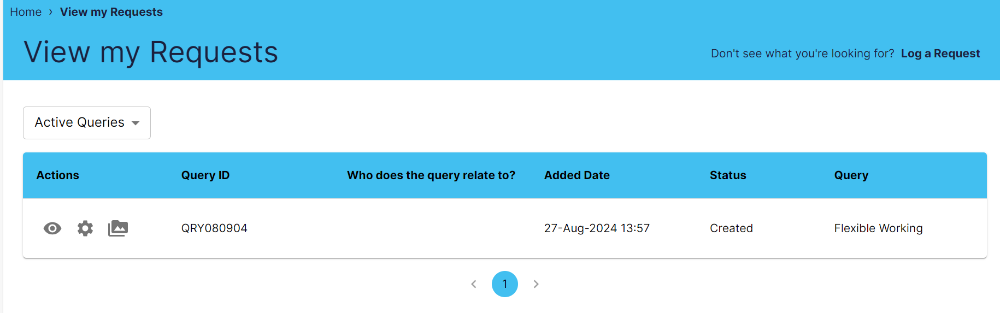 Home › View my Requests
View my Requests
Don't see what you're looking for? Log a Request
Active Queries
Actions Query ID Who does the query relate to? Added Date Status Query
QRY080904 27-Aug-2024 13:57 Created Flexible Working
1